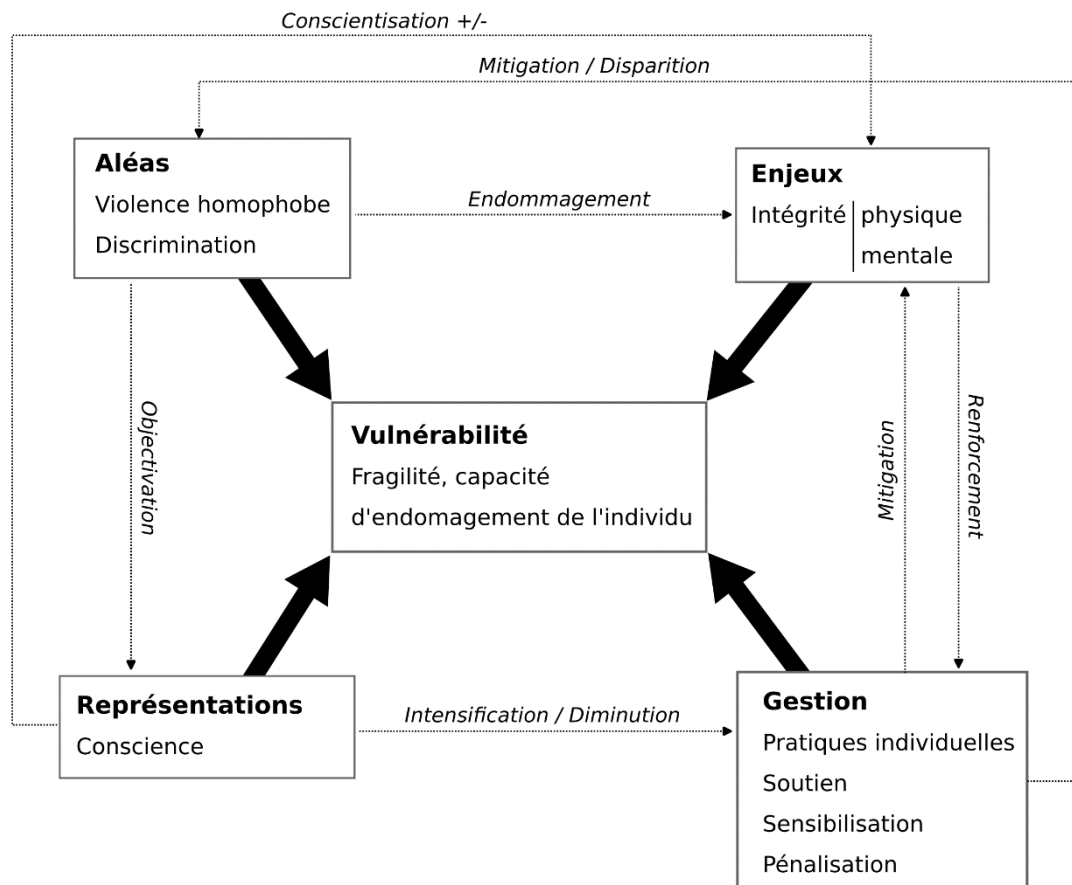 Conscientisation +/-
Mitigation / Disparition
Aléas
Violence homophobe
Discrimination
Endommagement
Enjeux
Intégrité physique
mentale
Objectivation
Vulnérabilité
Fragilité, capacité
d'endomagement de l'individu
Mitigation
Renforcement
Représentations
Conscience
Intensification / Diminution
Gestion
Pratiques individuelles
Soutien
Sensibilisation
Pénalisation